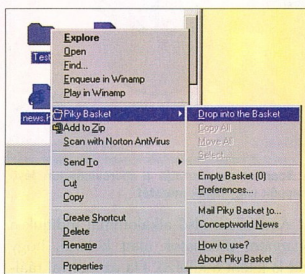 Test
news.
Explore
Open
Find...
Enqueue in Winamp
Play in Winamp
Piky Basket
Add to Zip
Scan with Norton AntiVirus
Send To
Cut
Copy
Create Shortcut
Delete
Rename
Properties
Drop into the Basket
Copy All
Move All
Select...
Empty Basket (0)
Preferences...
Mail Piky Basket to...
Conceptworld News
How to use?
About Piky Basket